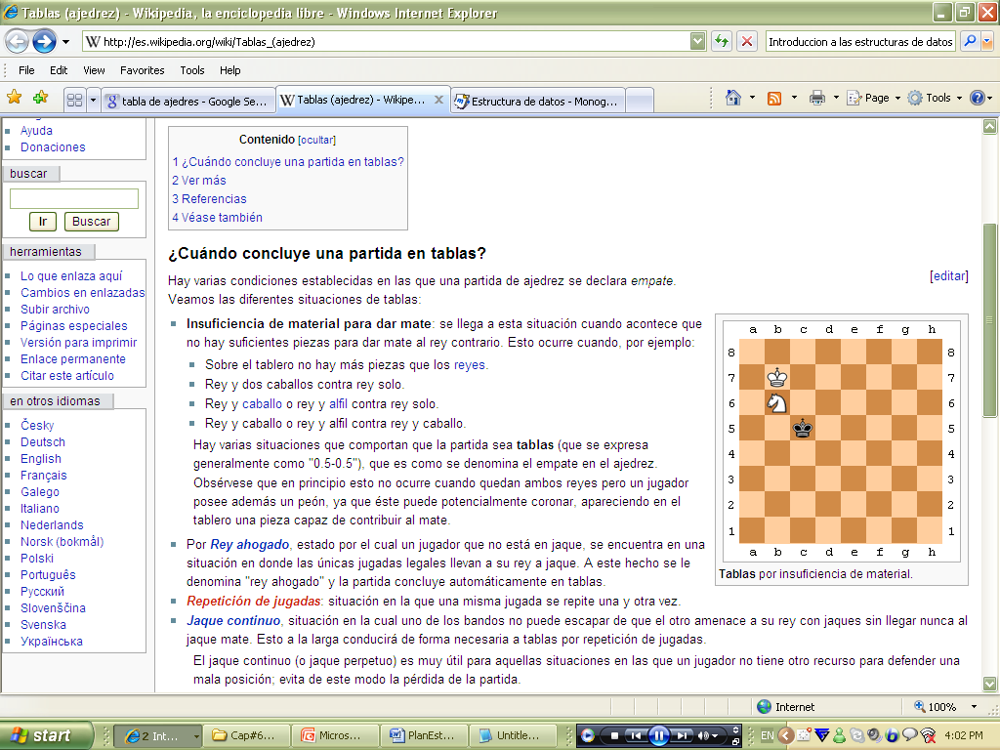 Tablas (ajedrez) - Wikipedia, la enciclopedia libre - Windows Internet Explorer
http://es.wikipedia.org/wiki/Tablas_(ajedrez)
Introduccion a las estructuras de datos
File Edit View Favorites Tools Help
tabla de ajedres - Google Se...
Tablas (ajedrez) - Wikipe...
Estructura de datos - Monog...
Page
Tools
Ayuda
Donaciones
buscar
Ir Buscar
herramientas
Lo que enlaza aquí
Cambios en enlazadas
Subir archivo
Páginas especiales
Versión para imprimir
Enlace permanente
Citar este artículo
en otros idiomas
Česky
Deutsch
English
Français
Galego
Italiano
Nederlands
Norsk (bokmål)
Polski
Português
Русский
Slovenščina
Svenska
Українська
Contenido [ocultar]
1 ¿Cuándo concluye una partida en tablas?
2 Ver más
3 Referencias
4 Véase también
¿Cuándo concluye una partida en tablas?
[editar]
Hay varias condiciones establecidas en las que una partida de ajedrez se declara empate.
Veamos las diferentes situaciones de tablas:
Insuficiencia de material para dar mate: se llega a esta situación cuando acontece que
no hay suficientes piezas para dar mate al rey contrario. Esto ocurre cuando, por ejemplo:
Sobre el tablero no hay más piezas que los reyes.
Rey y dos caballos contra rey solo.
Rey y caballo o rey y alfil contra rey solo.
Rey y caballo o rey y alfil contra rey y caballo.
Hay varias situaciones que comportan que la partida sea tablas (que se expresa
generalmente como "0.5-0.5"), que es como se denomina el empate en el ajedrez.
Obsérvese que en principio esto no ocurre cuando quedan ambos reyes pero un jugador
posee además un peón, ya que éste puede potencialmente coronar, apareciendo en el
tablero una pieza capaz de contribuir al mate.
Por Rey ahogado, estado por el cual un jugador que no está en jaque, se encuentra en una
situación en donde las únicas jugadas legales llevan a su rey a jaque. A este hecho se le
denomina "rey ahogado" y la partida concluye automáticamente en tablas.
Repetición de jugadas: situación en la que una misma jugada se repite una y otra vez.
Jaque continuo, situación en la cual uno de los bandos no puede escapar de que el otro amenace a su rey con jaques sin llegar nunca al
jaque mate. Esto a la larga conducirá de forma necesaria a tablas por repetición de jugadas.
El jaque continuo (o jaque perpetuo) es muy útil para aquellas situaciones en las que un jugador no tiene otro recurso para defender una
mala posición; evita de este modo la pérdida de la partida.
a b c d e f g h
8 8
7 7
6 6
5 5
4 4
3 3
2 2
1 1
a b c d e f g h
Tablas por insuficiencia de material.
Internet
100%
start
2 Int...
Cap#6...
Micros...
PlanEst...
Untitle...
EN
4:02 PM